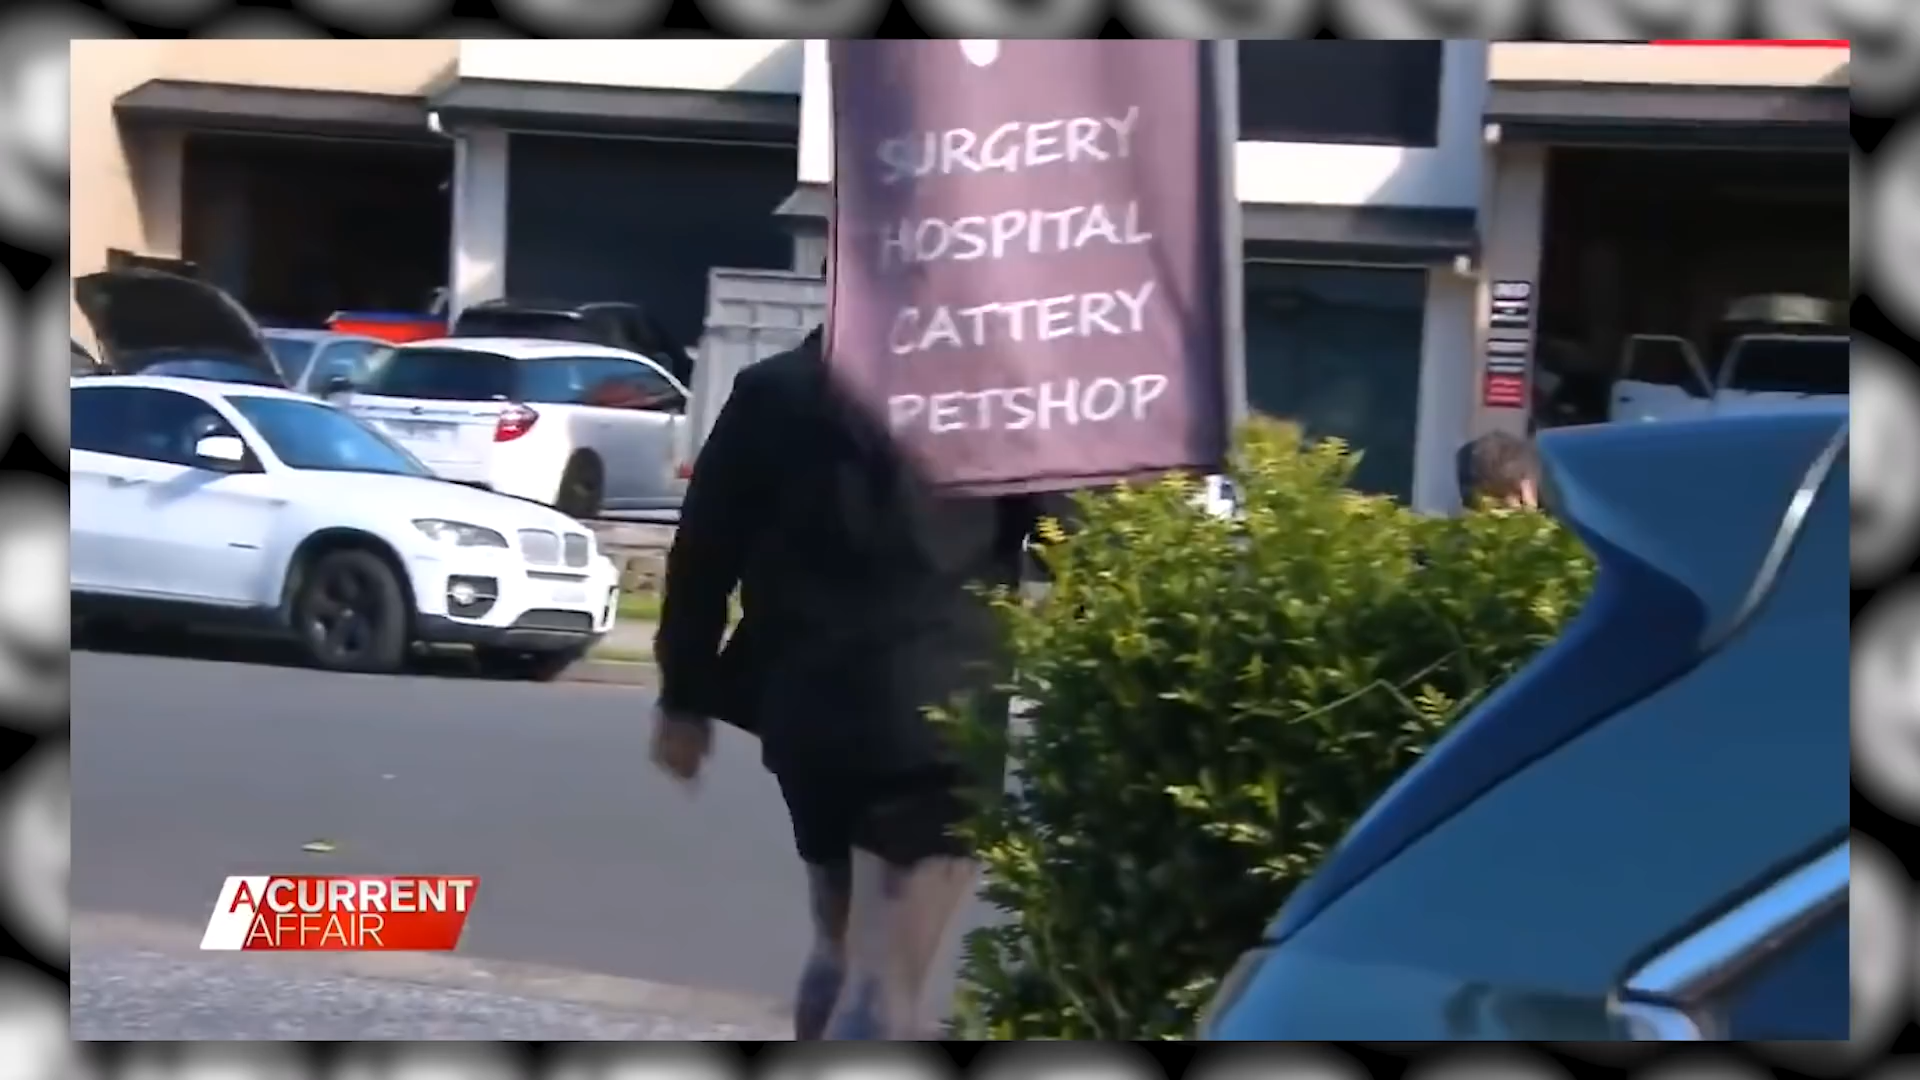 SURGERY
HOSPITAL
CATTERY
PETSHOP
A CURRENT
AFFAIR